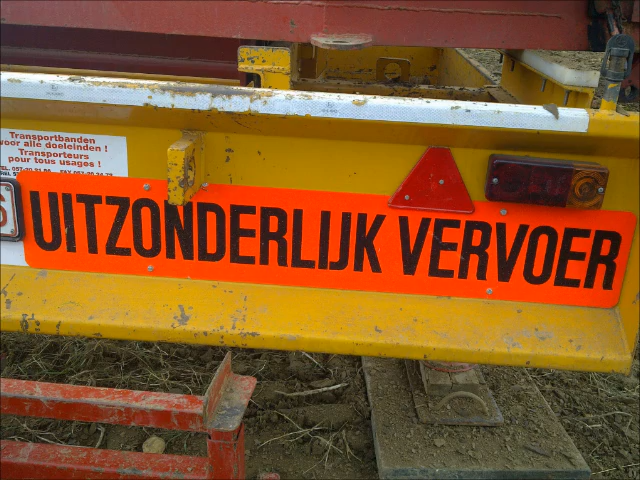 Transportbanden
voor alle doeleinden !
Transporteurs
pour tous usages !
UITZONDERLIJK VERVOER